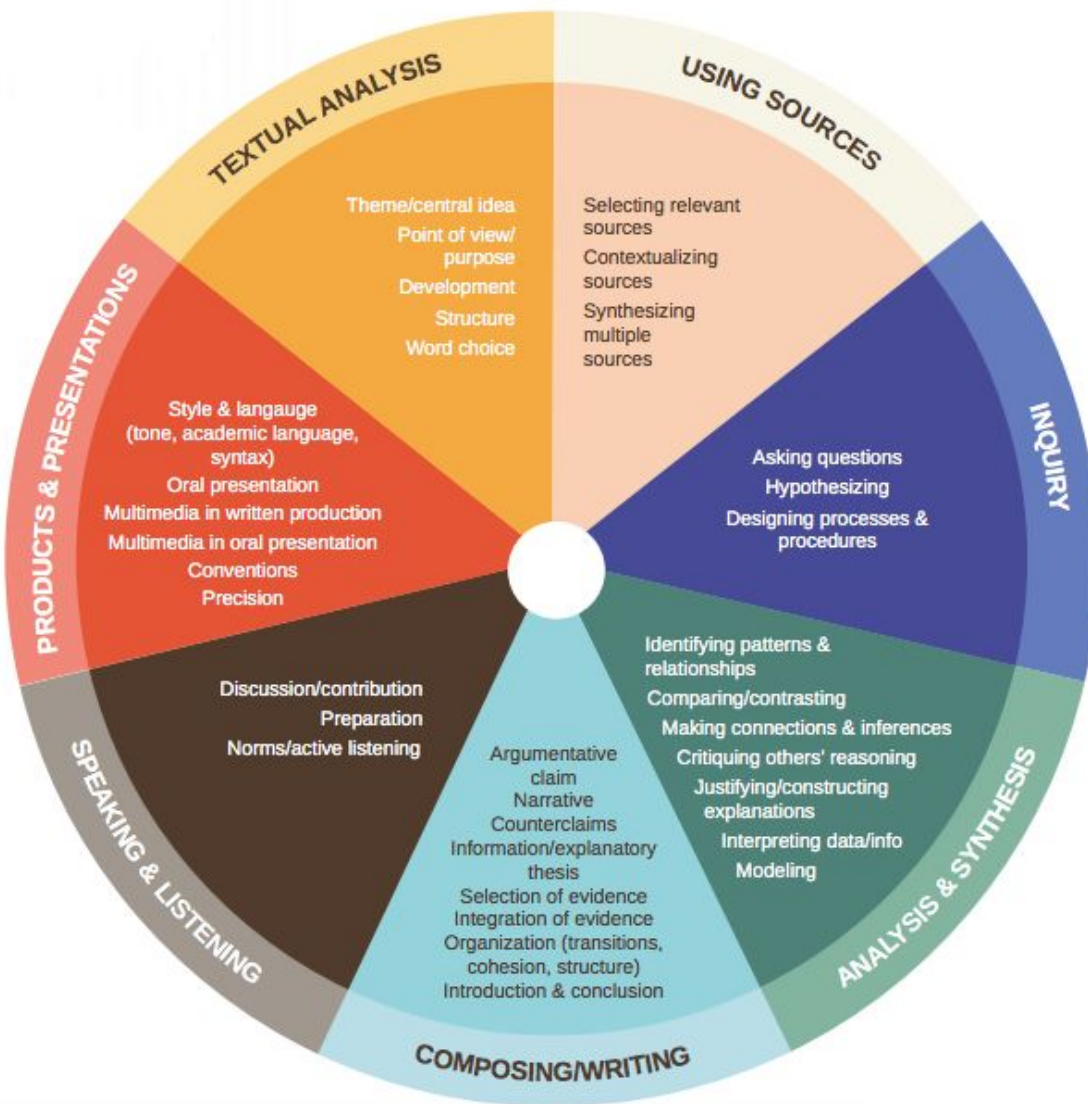 TEXTUAL ANALYSIS
Theme/central idea
Point of view/
purpose
Development
Structure
Word choice
USING SOURCES
Selecting relevant
sources
Contextualizing
sources
Synthesizing
multiple
sources
INQUIRY
Asking questions
Hypothesizing
Designing processes &
procedures
ANALYSIS & SYNTHESIS
Identifying patterns &
relationships
Comparing/contrasting
Making connections & inferences
Critiquing others' reasoning
Justifying/constructing
explanations
Interpreting data/info
Modeling
COMPOSING/WRITING
Argumentative
claim
Narrative
Counterclaims
Information/explanatory
thesis
Selection of evidence
Integration of evidence
Organization (transitions,
cohesion, structure)
Introduction & conclusion
SPEAKING & LISTENING
Discussion/contribution
Preparation
Norms/active listening
PRODUCTS & PRESENTATIONS
Style & langauge
(tone, academic language,
syntax)
Oral presentation
Multimedia in written production
Multimedia in oral presentation
Conventions
Precision